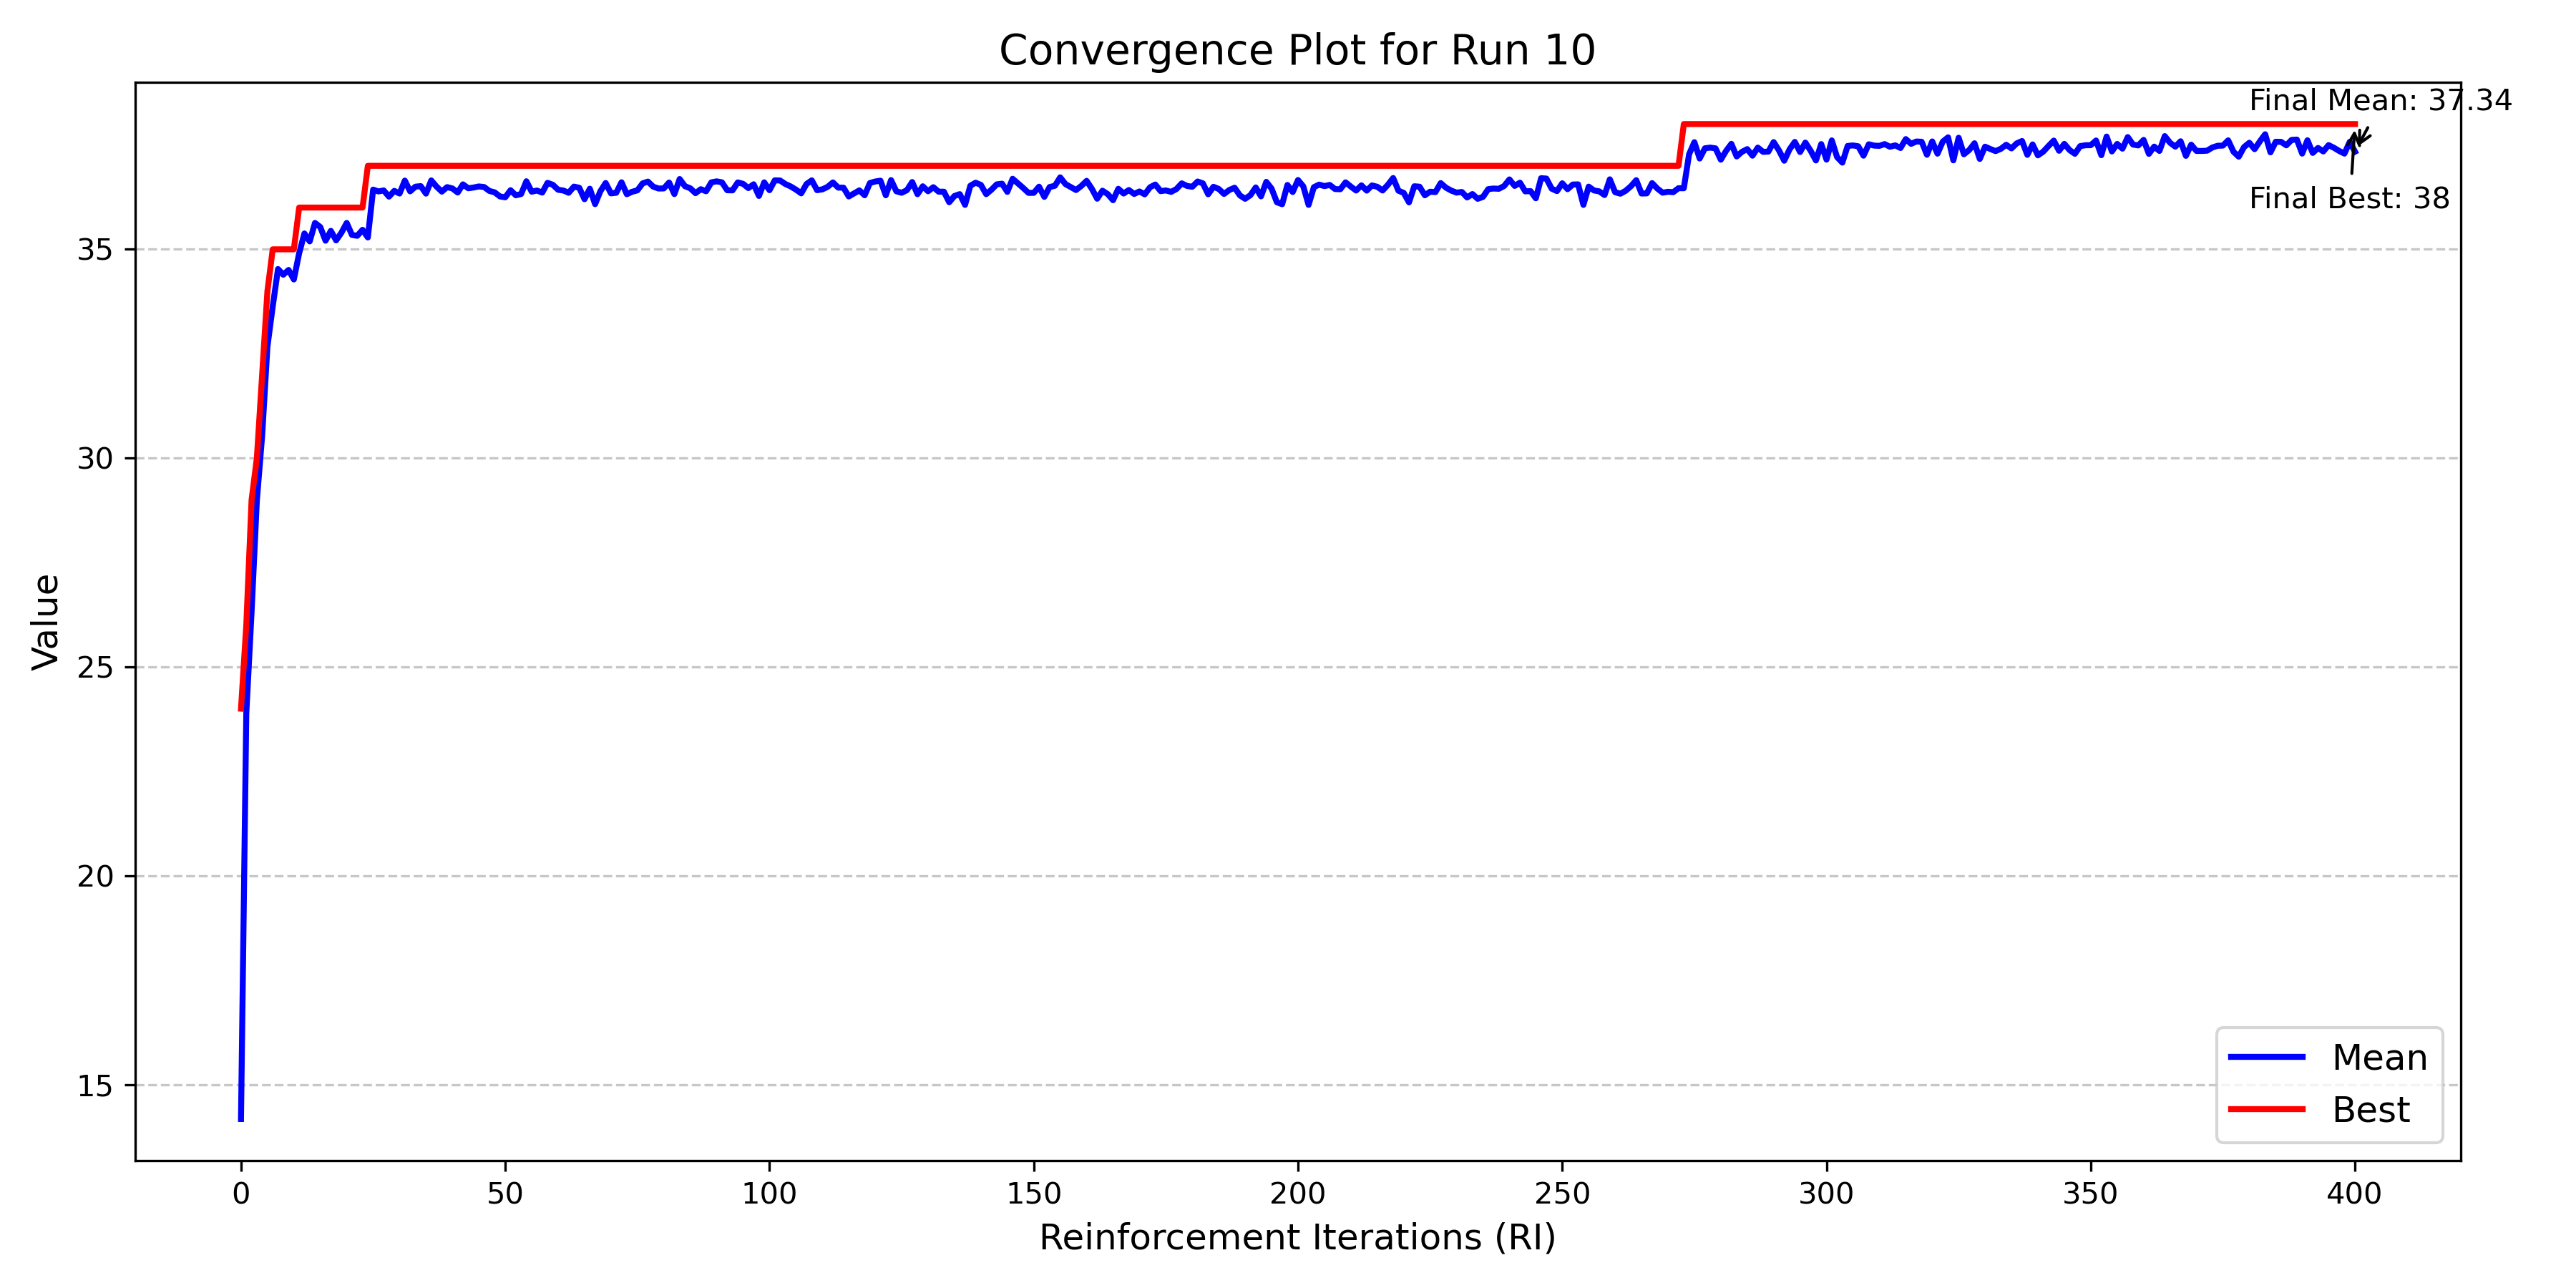 Convergence Plot for Run 10
Final Mean: 37.34
Final Best: 38
Value
35
30
25
20
15
Mean
Best
0 50 100 150 200 250 300 350 400
Reinforcement Iterations (RI)